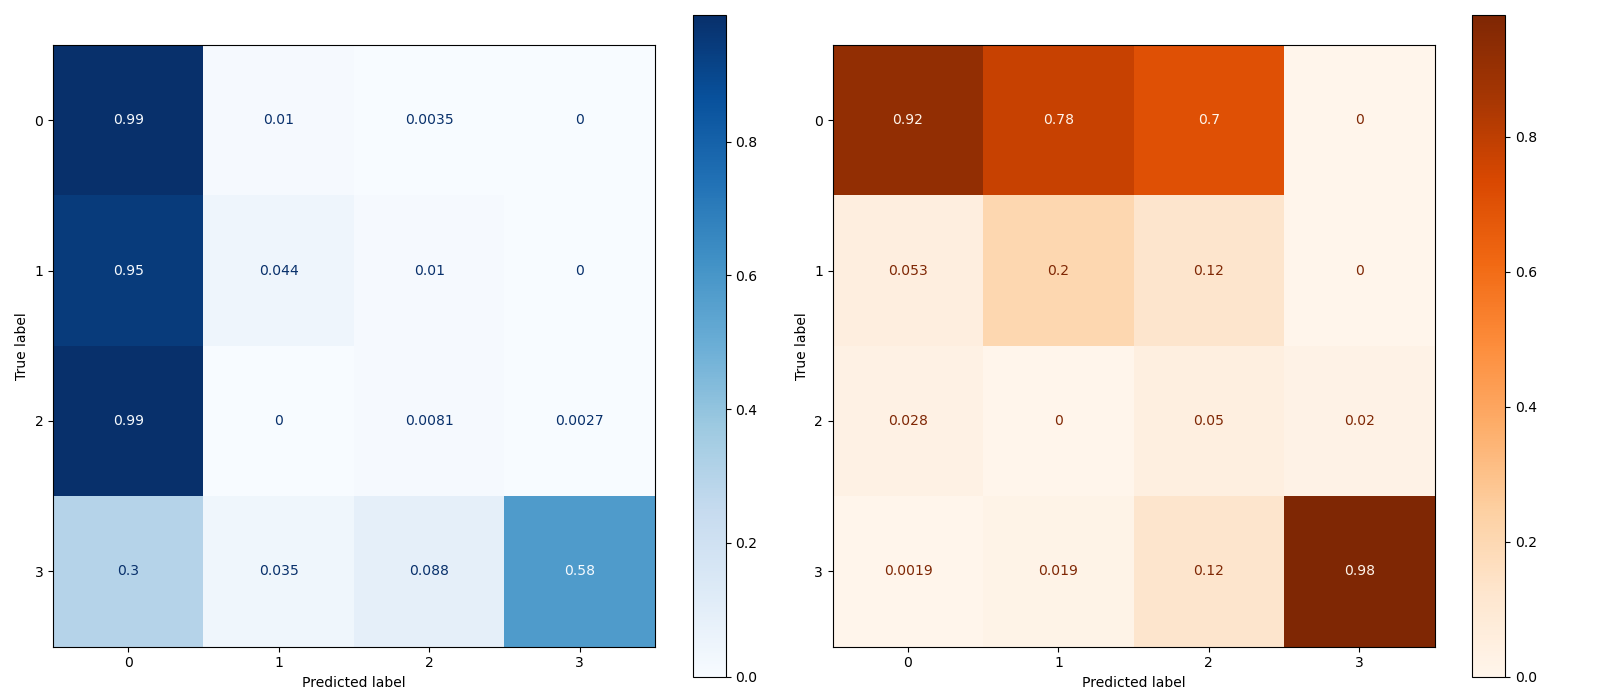 0 0.99 0.01 0.0035 0
1 0.95 0.044 0.01 0
2 0.99 0 0.0081 0.0027
3 0.3 0.035 0.088 0.58
0 1 2 3
Predicted label
True label
0.8
0.6
0.4
0.2
0.0
0 0.92 0.78 0.7 0
1 0.053 0.2 0.12 0
2 0.028 0 0.05 0.02
3 0.0019 0.019 0.12 0.98
0 1 2 3
Predicted label
True label
0.8
0.6
0.4
0.2
0.0